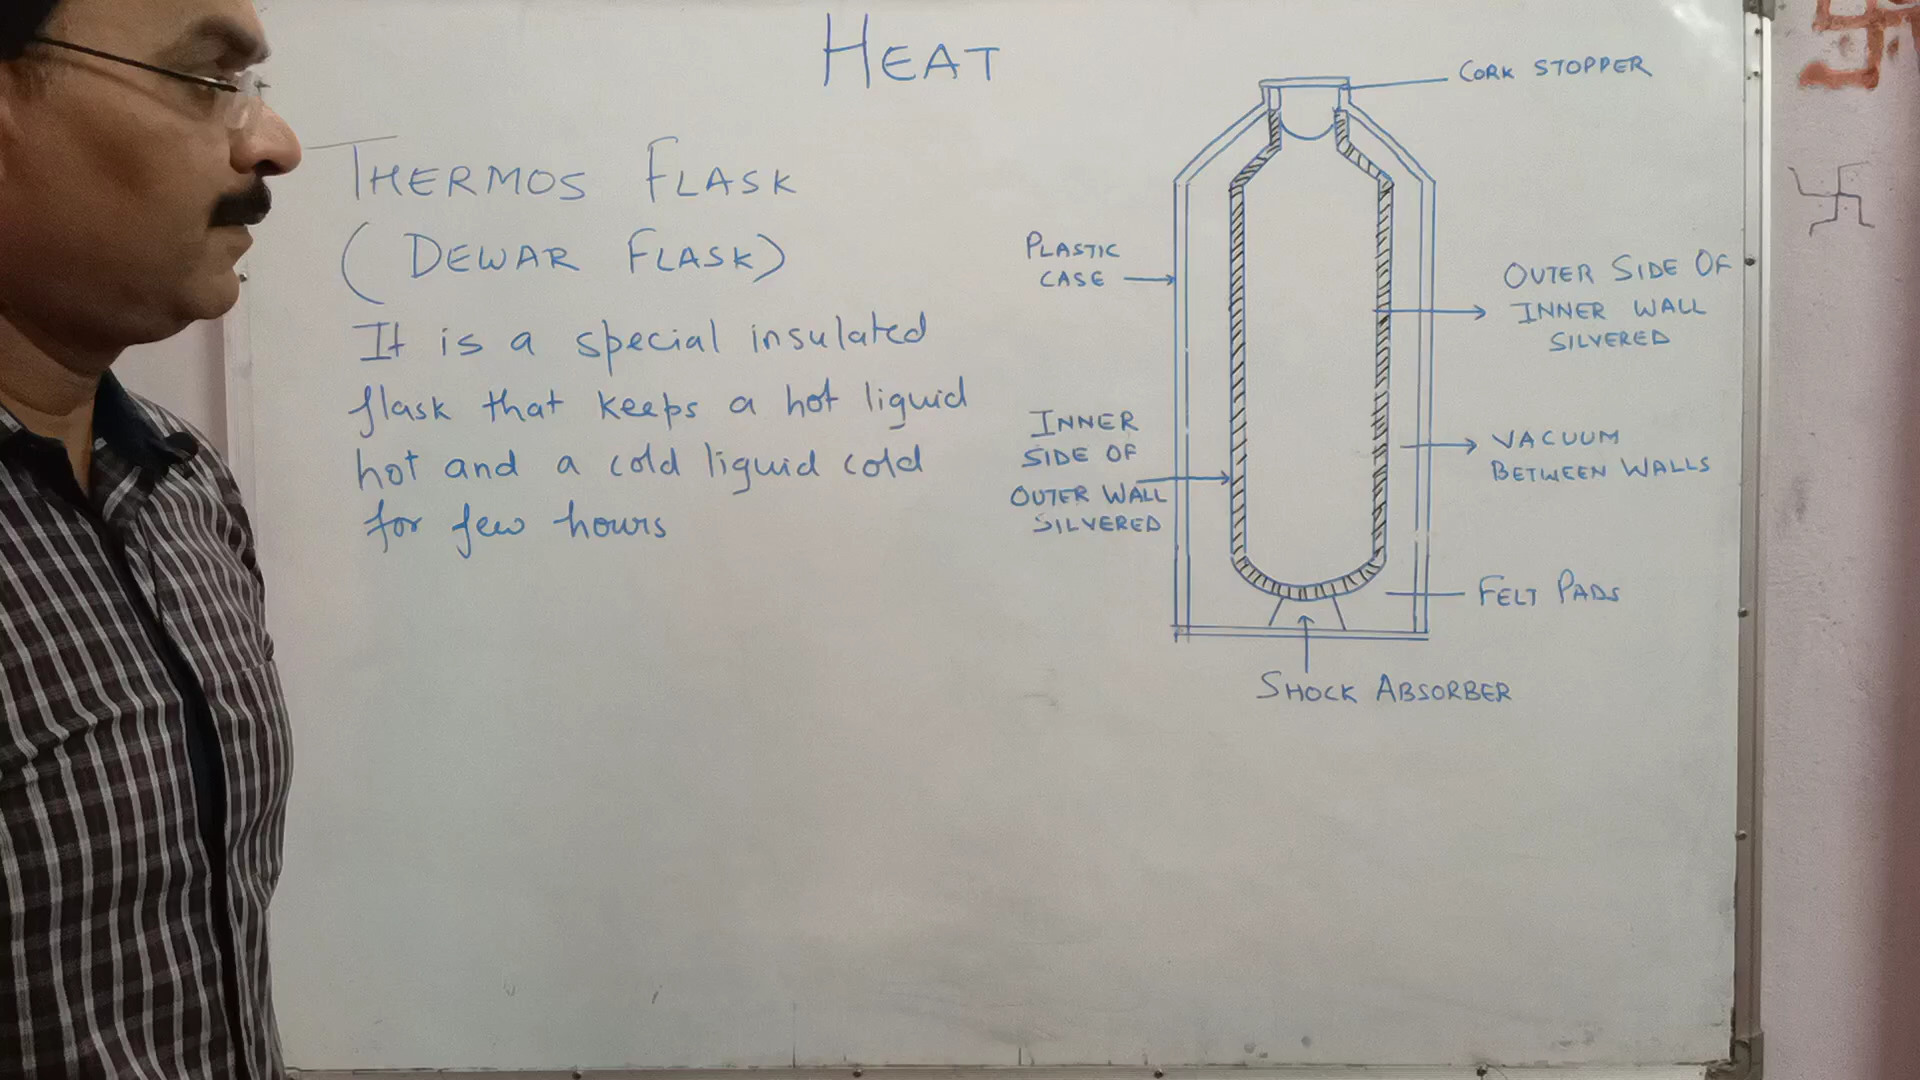 HEAT
THERMOS FLASK
(DEWAR FLASK)
It is a special insulated
flask that keeps a hot liquid
hot and a cold liquid cold
for few hours
CORK STOPPER
PLASTIC
CASE
OUTER SIDE OF
INNER WALL
SILVERED
INNER
SIDE OF
OUTER WALL
SILVERED
VACUUM
BETWEEN WALLS
FELT PADS
SHOCK ABSORBER